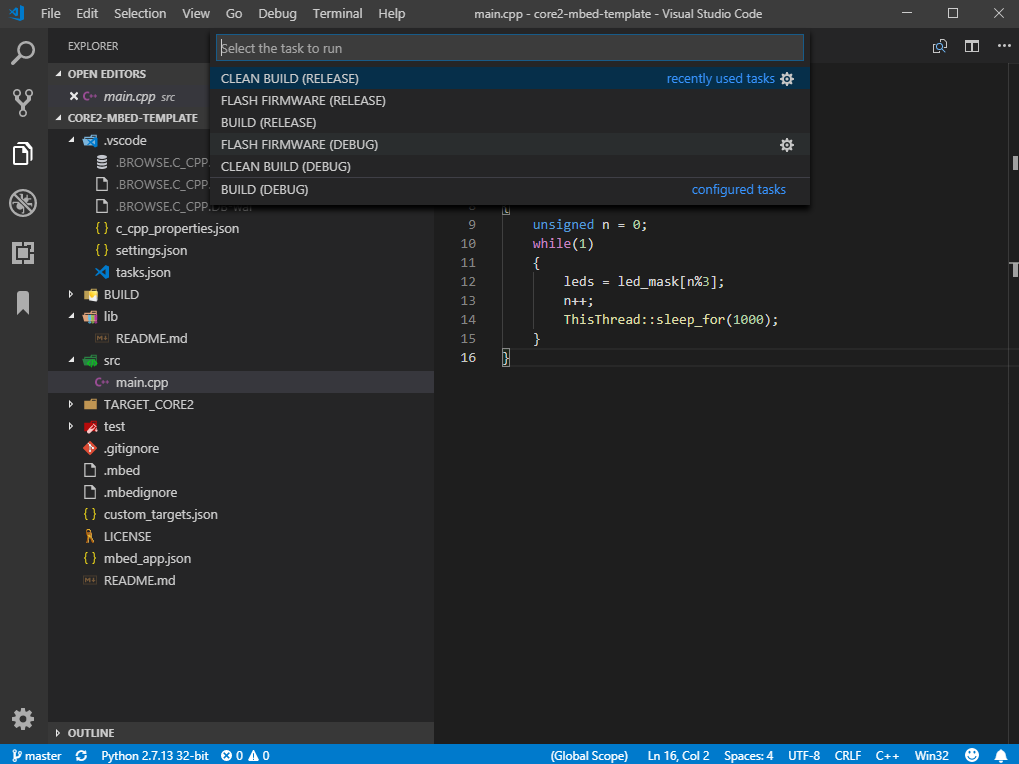 File Edit Selection View Go Debug Terminal Help main.cpp - core2-mbed-template - Visual Studio Code
EXPLORER
OPEN EDITORS
main.cpp src
CORE2-MBED-TEMPLATE
.vscode
.BROWSE.C_CPP.
.BROWSE.C_CPP.
.BROWSE.C_CPP.
c_cpp_properties.json
settings.json
tasks.json
BUILD
lib
README.md
src
main.cpp
TARGET_CORE2
test
.gitignore
.mbed
.mbedignore
custom_targets.json
LICENSE
mbed_app.json
README.md
OUTLINE
Select the task to run
CLEAN BUILD (RELEASE) recently used tasks
FLASH FIRMWARE (RELEASE)
BUILD (RELEASE)
FLASH FIRMWARE (DEBUG)
CLEAN BUILD (DEBUG)
BUILD (DEBUG) configured tasks
9 unsigned n = 0;
10 while(1)
11 {
12 leds = led_mask[n%3];
13 n++;
14 ThisThread::sleep_for(1000);
15 }
16 }
master Python 2.7.13 32-bit 0 0 (Global Scope) Ln 16, Col 2 Spaces: 4 UTF-8 CRLF C++ Win32